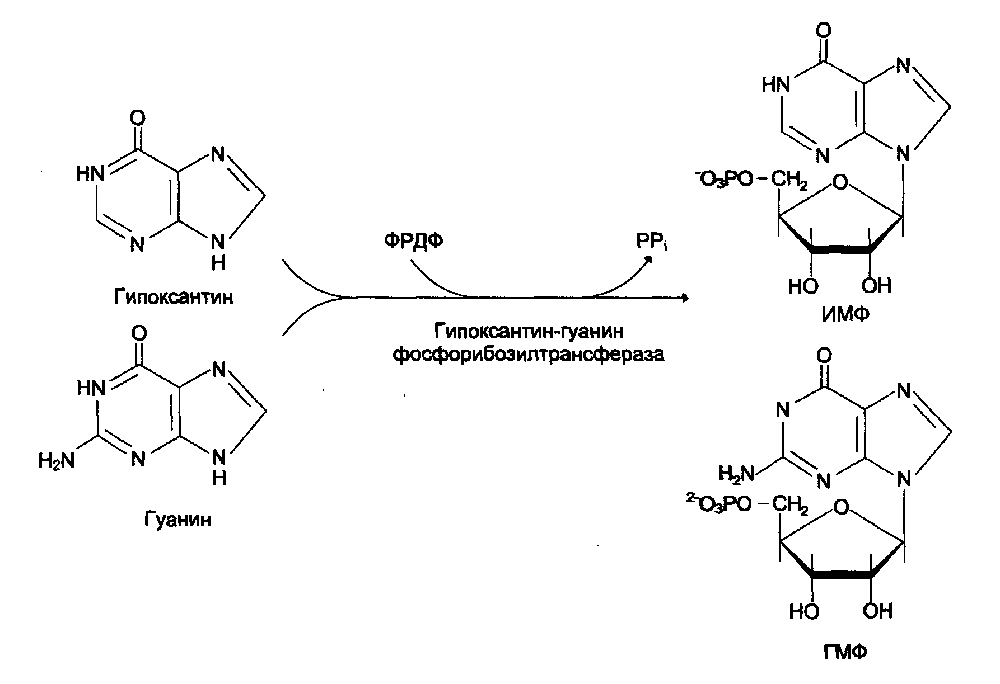 O
N
HN
N
N
H
Гипоксантин
O
N
HN
H₂N
N
N
H
Гуанин
ФРДФ
PPᵢ
Гипоксантин-гуанин
фосфорибозилтрансфераза
O
N
HN
N
N
⁻O₃PO–CH₂
O
HO
OH
ИМФ
O
N
N
H₂N
N
N
²⁻O₃PO–CH₂
O
HO
OH
ГМФ